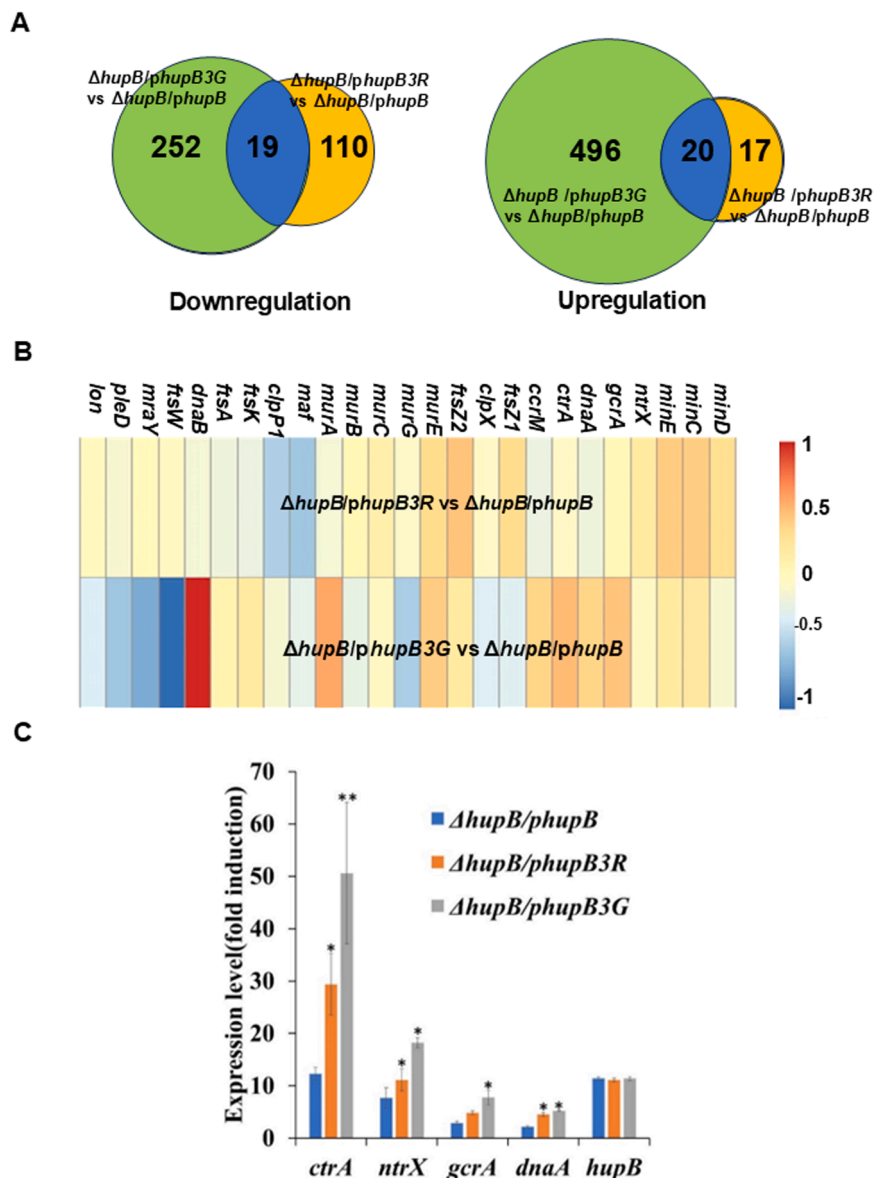 A
ΔhupB/phupB3G
vs ΔhupB/phupB
ΔhupB/phupB3R
vs ΔhupB/phupB
252
19
110
Downregulation
496
20
17
ΔhupB /phupB3G
vs ΔhupB/phupB
ΔhupB /phupB3R
vs ΔhupB/phupB
Upregulation
B
lon
pleD
mraY
ftsW
dnaB
ftsA
ftsK
clpP1
maf
murA
murB
murC
murG
murE
ftsZ2
clpX
ftsZ1
ccrM
ctrA
dnaA
gcrA
ntrX
minE
minC
minD
ΔhupB/phupB3R vs ΔhupB/phupB
ΔhupB/phupB3G vs ΔhupB/phupB
1
0.5
0
-0.5
-1
C
Expression level(fold induction)
70
60
50
40
30
20
10
0
ΔhupB/phupB
ΔhupB/phupB3R
ΔhupB/phupB3G
*
**
*
*
*
*
*
ctrA
ntrX
gcrA
dnaA
hupB